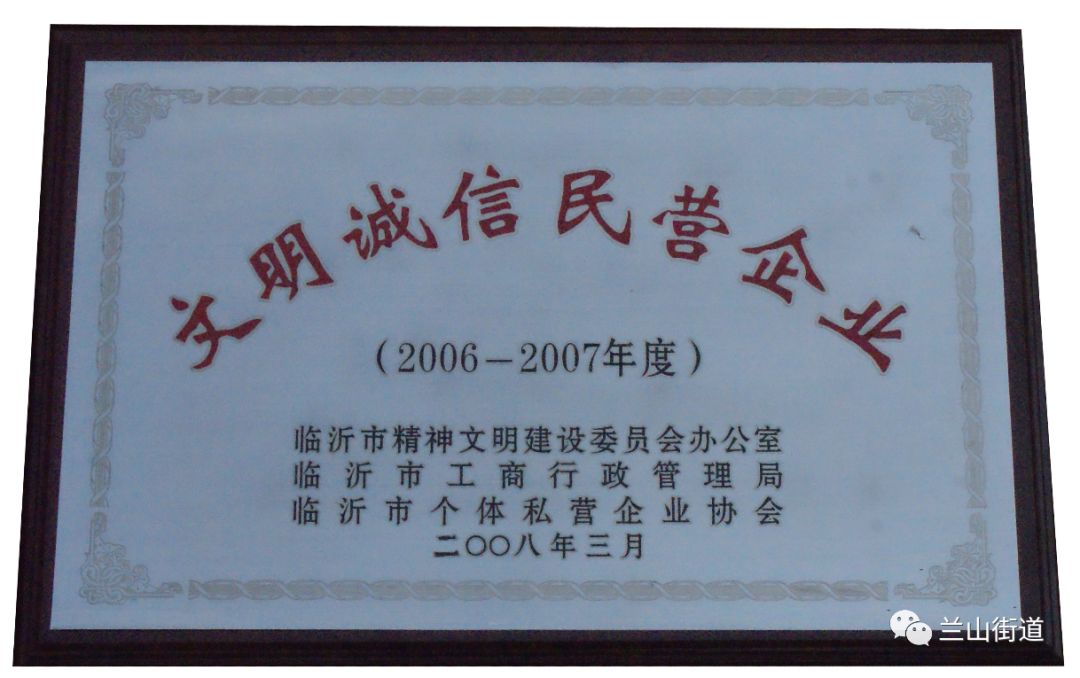 文明诚信民营企业
（2006－2007年度）
临沂市精神文明建设委员会办公室
临沂市工商行政管理局
临沂市个体私营企业协会
二〇〇八年三月
兰山街道